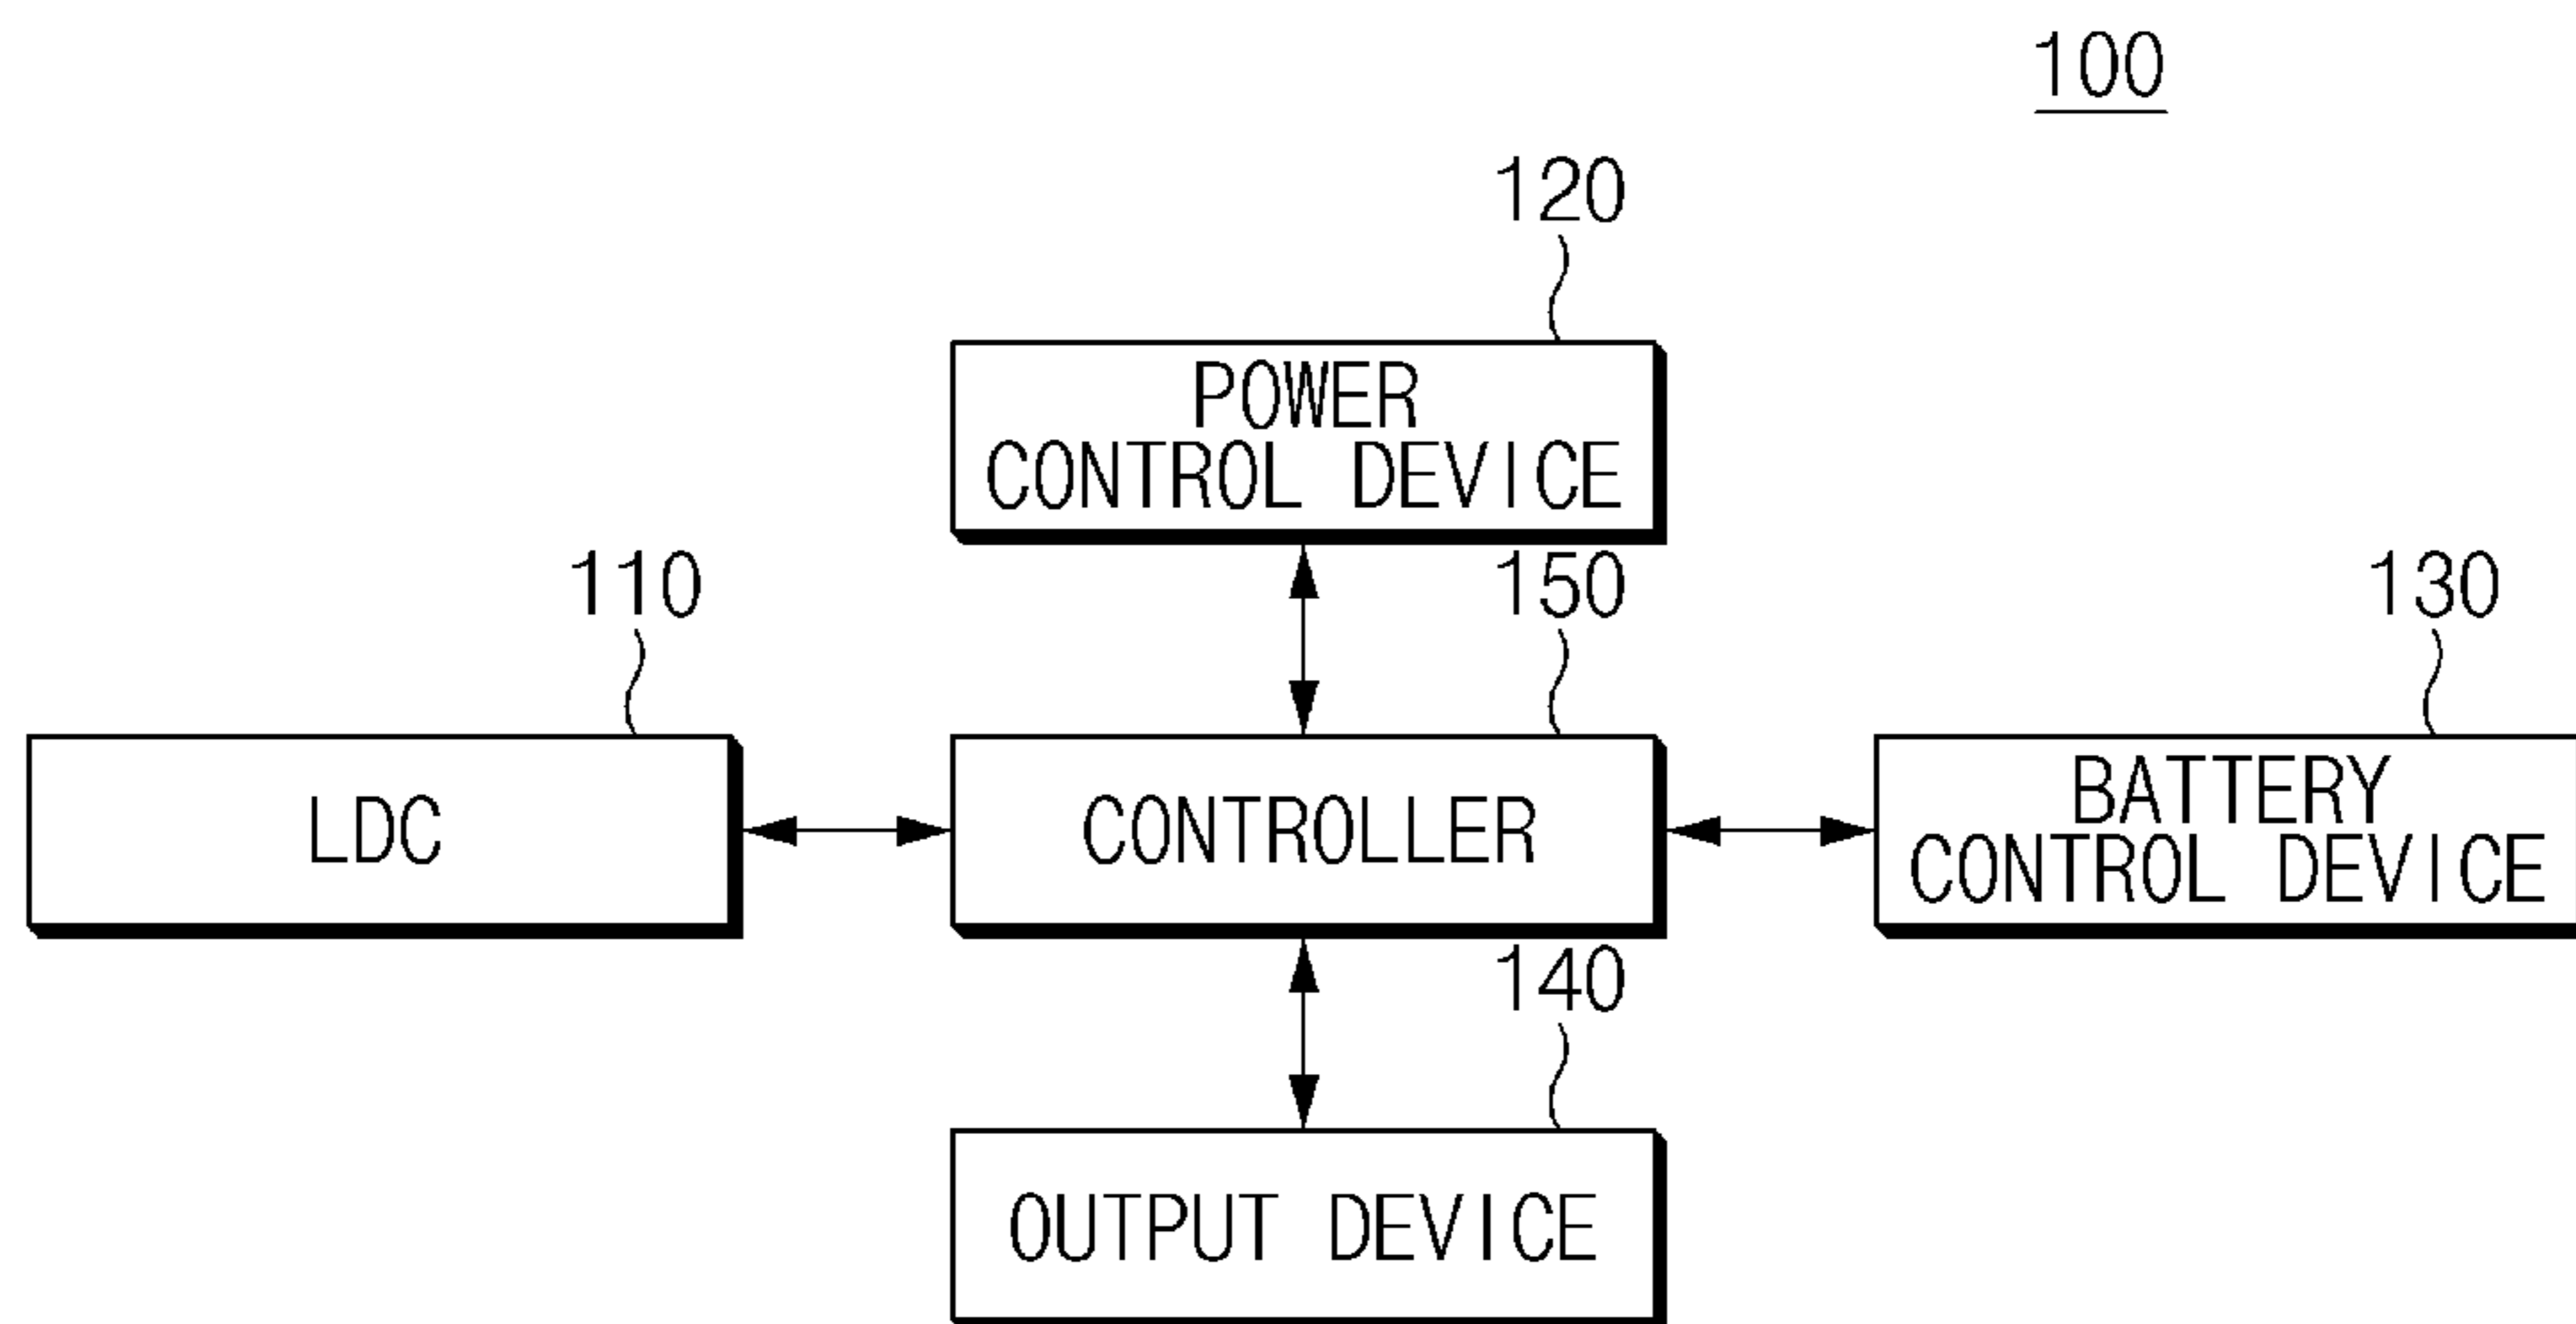 100
120
POWER
CONTROL DEVICE
110
150
130
LDC
CONTROLLER
BATTERY
CONTROL DEVICE
140
OUTPUT DEVICE